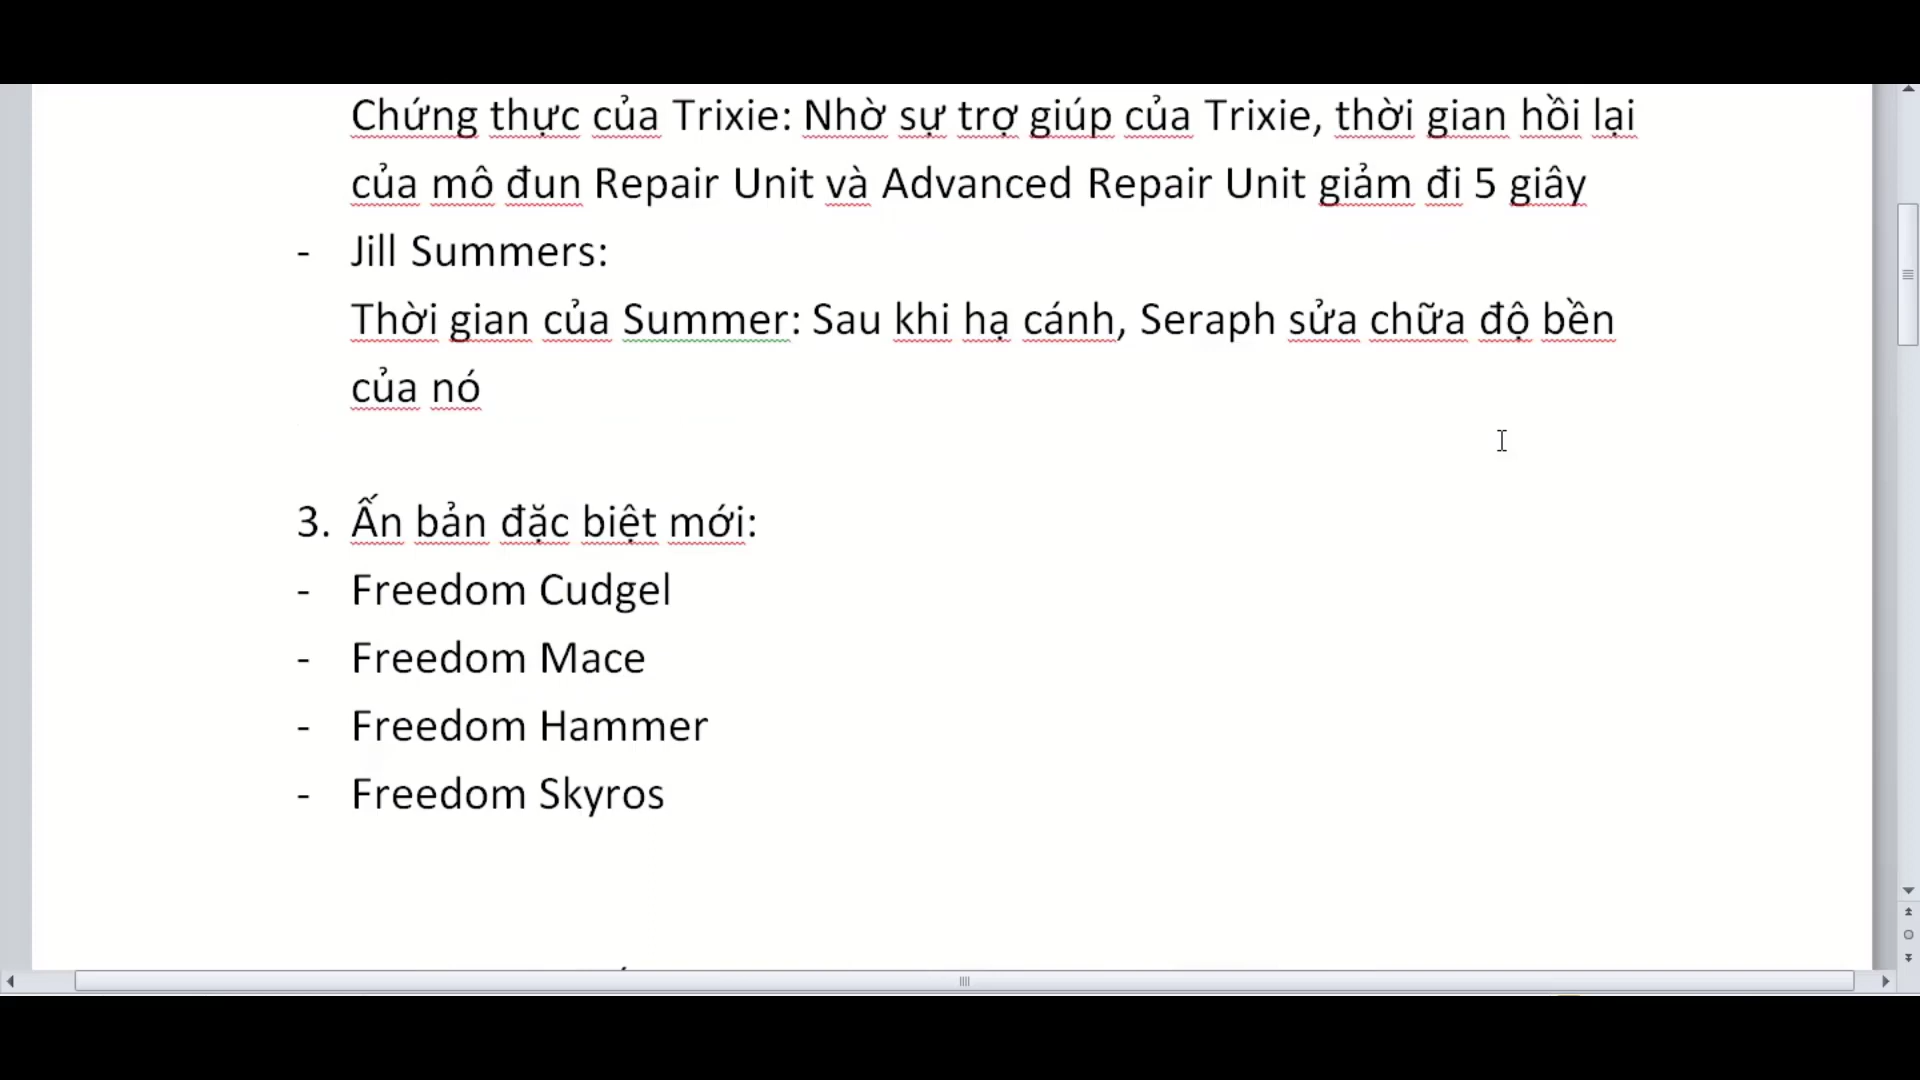 Chứng thực của Trixie: Nhờ sự trợ giúp của Trixie, thời gian hồi lại
của mô đun Repair Unit và Advanced Repair Unit giảm đi 5 giây
- Jill Summers:
Thời gian của Summer: Sau khi hạ cánh, Seraph sửa chữa độ bền
của nó
3. Ấn bản đặc biệt mới:
- Freedom Cudgel
- Freedom Mace
- Freedom Hammer
- Freedom Skyros